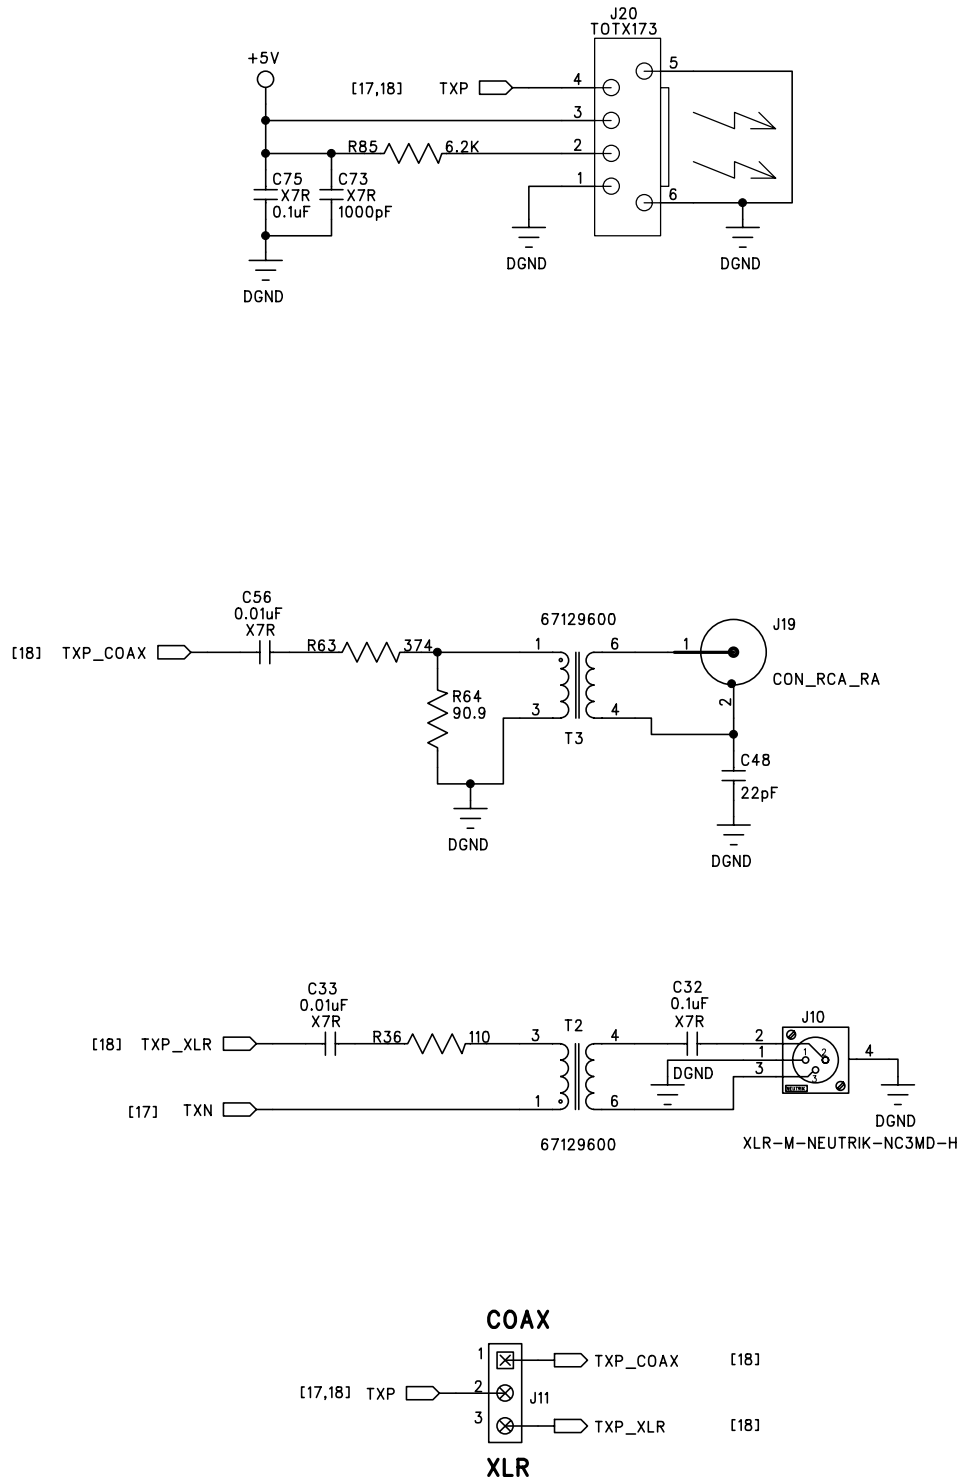 J20
TOTX173
+5V
5
[17,18] TXP 4
3
R85 6.2K 2
C75
X7R
0.1uF
C73
X7R
1000pF
1
6
DGND
DGND
DGND
C56
0.01uF
X7R
67129600
J19
[18] TXP_COAX
R63 374
1
6
1
CON_RCA_RA
R64
90.9
2
3
4
T3
C48
22pF
DGND
DGND
C33
0.01uF
X7R
C32
0.1uF
X7R
J10
T2
[18] TXP_XLR
R36 110
3
4
2
1
3
1
2
3
4
DGND
NEUTRIK
[17] TXN
1
6
DGND
67129600
XLR-M-NEUTRIK-NC3MD-H
COAX
1
TXP_COAX [18]
[17,18] TXP 2
J11
3
TXP_XLR [18]
XLR